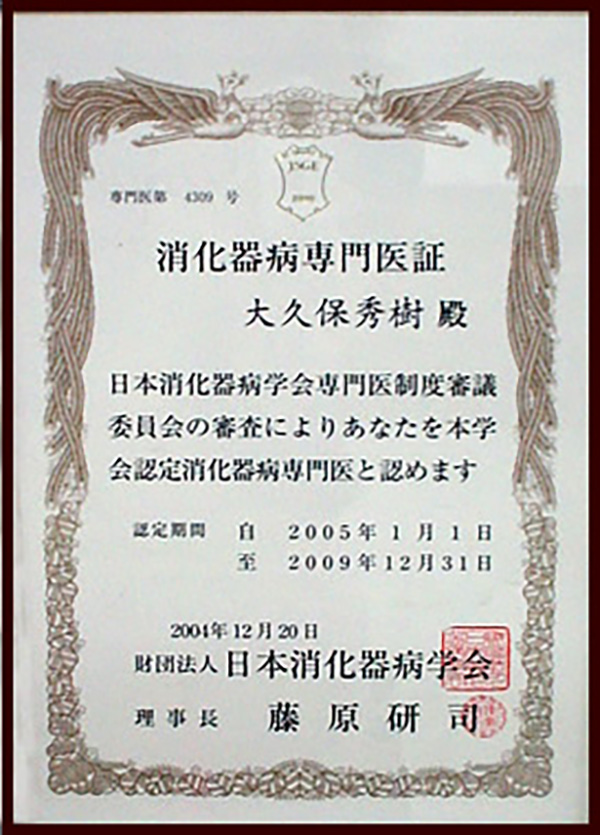 JSGE
専門医第 4309 号
消化器病専門医証
大久保秀樹 殿
日本消化器病学会専門医制度審議
委員会の審査によりあなたを本学
会認定消化器病専門医と認めます
認定期間 自 2005年1月1日
至 2009年12月31日
2004年12月20日
財団法人 日本消化器病学会
理事長 藤原研司